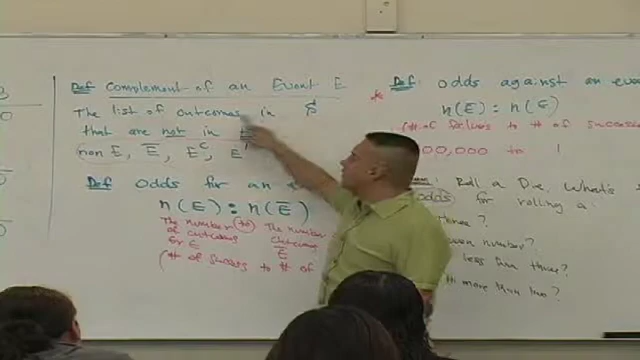 Def Complement of an Event E
The list of outcomes in S
that are not in E
non E, E̅, Eᶜ, E'
Def Odds for an e
n(E) : n(E̅)
The number (to) The number
of outcomes outcome
for E E̅
(# of success to # of
Def: odds against an eve
n(E̅) : n(E)
(# of failures to # of success
00,000 to 1
Roll a Die. What's
odds for rolling a:
three?
even number?
less than three?
more than two?